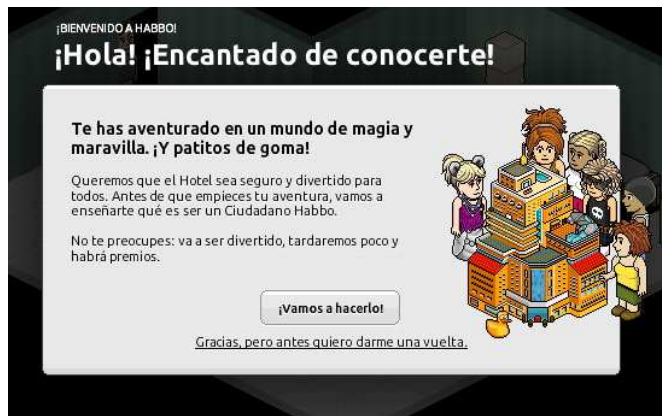 ¡BIENVENIDO A HABBO!
¡Hola! ¡Encantado de conocerte!
Te has aventurado en un mundo de magia y
maravilla. ¡Y patitos de goma!
Queremos que el Hotel sea seguro y divertido para
todos. Antes de que empieces tu aventura, vamos a
enseñarte qué es ser un Ciudadano Habbo.
No te preocupes: va a ser divertido, tardaremos poco y
habrá premios.
¡Vamos a hacerlo!
Gracias, pero antes quiero darme una vuelta.